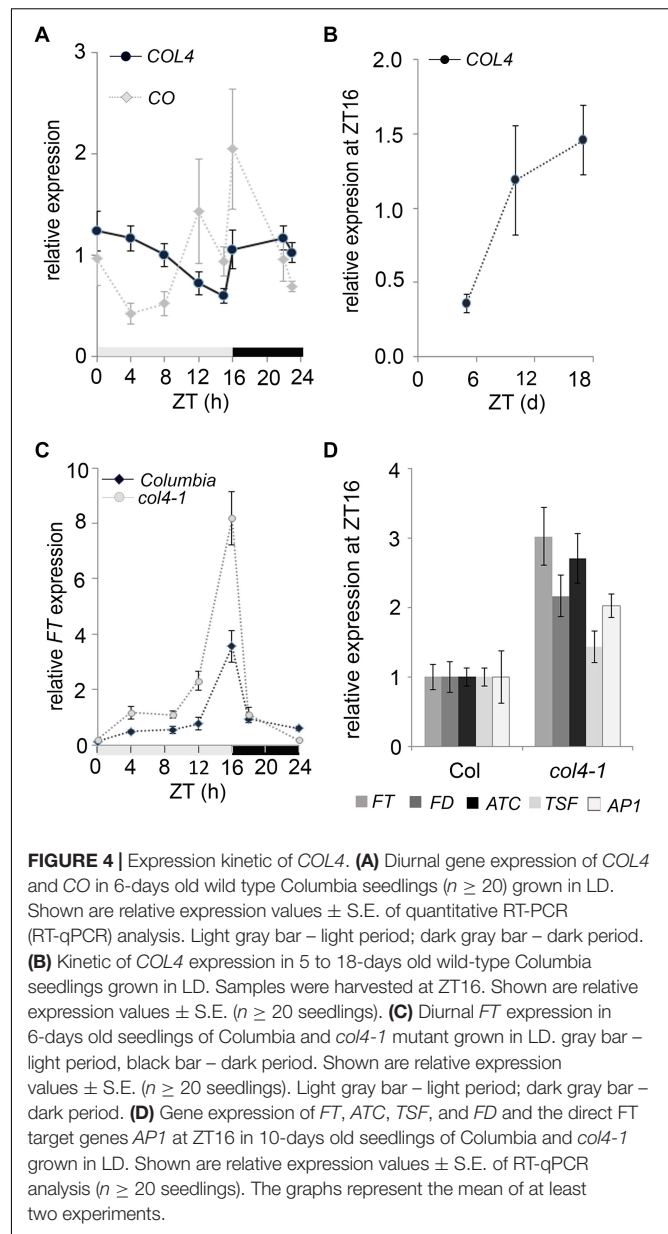 A
3
COL4
CO
2
relative expression
1
0
0 4 8 12 16 20 24
ZT (h)
B
2.0
COL4
1.5
relative expresion at ZT16
1.0
0.5
0.0
0 6 12 18
ZT (d)
C
10
Columbia
col4-1
8
relative FT expression
6
4
2
0
0 4 8 12 16 20 24
ZT (h)
D
4
3
relative expression at ZT16
2
1
0
Col col4-1
FT FD ATC TSF AP1
FIGURE 4 | Expression kinetic of COL4. (A) Diurnal gene expression of COL4
and CO in 6-days old wild type Columbia seedlings (n ≥ 20) grown in LD.
Shown are relative expression values ± S.E. of quantitative RT-PCR
(RT-qPCR) analysis. Light gray bar – light period; dark gray bar – dark period.
(B) Kinetic of COL4 expression in 5 to 18-days old wild-type Columbia
seedlings grown in LD. Samples were harvested at ZT16. Shown are relative
expression values ± S.E. (n ≥ 20 seedlings). (C) Diurnal FT expression in
6-days old seedlings of Columbia and col4-1 mutant grown in LD. gray bar –
light period, black bar – dark period. Shown are relative expression
values ± S.E. (n ≥ 20 seedlings). Light gray bar – light period; dark gray bar –
dark period. (D) Gene expression of FT, ATC, TSF, and FD and the direct FT
target genes AP1 at ZT16 in 10-days old seedlings of Columbia and col4-1
grown in LD. Shown are relative expression values ± S.E. of RT-qPCR
analysis (n ≥ 20 seedlings). The graphs represent the mean of at least
two experiments.